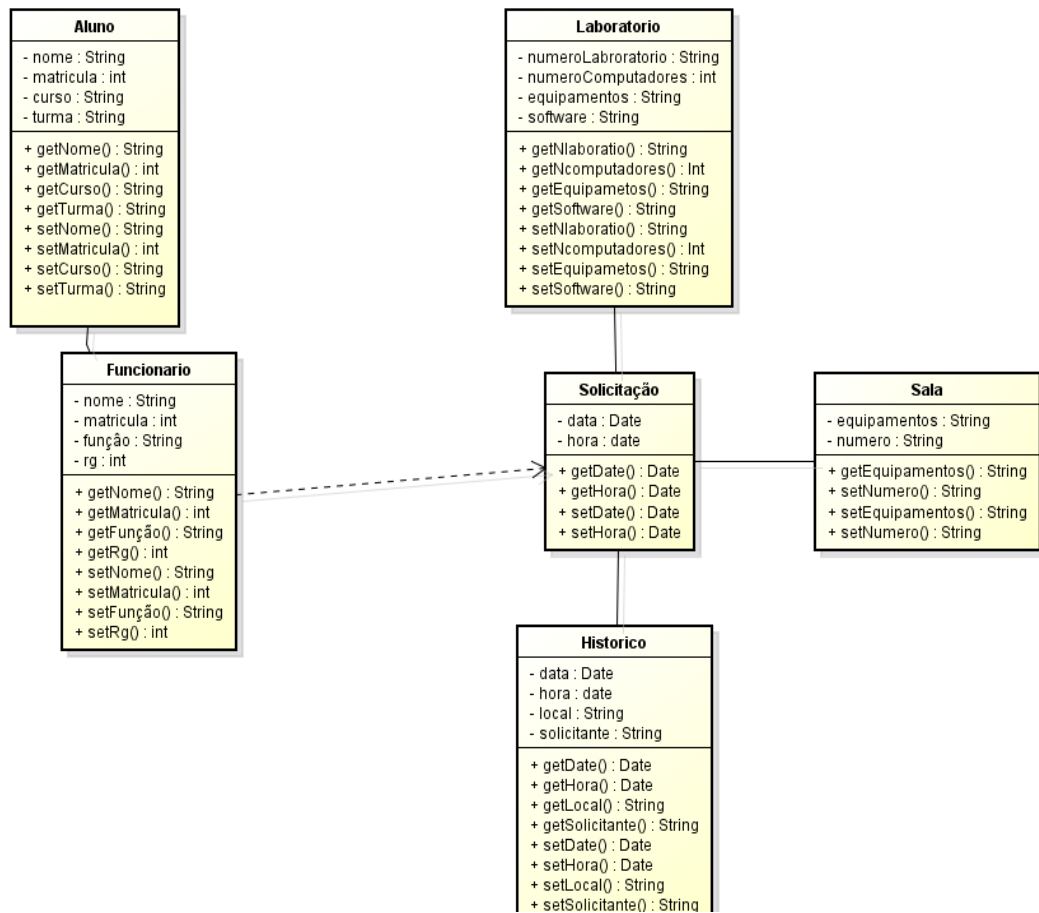 Aluno
- nome : String
- matricula : int
- curso : String
- turma : String
+ getNome() : String
+ getMatricula() : int
+ getCurso() : String
+ getTurma() : String
+ setNome() : String
+ setMatricula() : int
+ setCurso() : String
+ setTurma() : String
Laboratorio
- numeroLabroratorio : String
- numeroComputadores : int
- equipamentos : String
- software : String
+ getNlaboratio() : String
+ getNcomputadores() : Int
+ getEquipametos() : String
+ getSoftware() : String
+ setNlaboratio() : String
+ setNcomputadores() : Int
+ setEquipametos() : String
+ setSoftware() : String
Funcionario
- nome : String
- matricula : int
- função : String
- rg : int
+ getNome() : String
+ getMatricula() : int
+ getFunção() : String
+ getRg() : int
+ setNome() : String
+ setMatricula() : int
+ setFunção() : String
+ setRg() : int
Solicitação
- data : Date
- hora : date
+ getDate() : Date
+ getHora() : Date
+ setDate() : Date
+ setHora() : Date
Sala
- equipamentos : String
- numero : String
+ getEquipamentos() : String
+ setNumero() : String
+ setEquipamentos() : String
+ setNumero() : String
Historico
- data : Date
- hora : date
- local : String
- solicitante : String
+ getDate() : Date
+ getHora() : Date
+ getLocal() : String
+ getSolicitante() : String
+ setDate() : Date
+ setHora() : Date
+ setLocal() : String
+ setSolicitante() : String